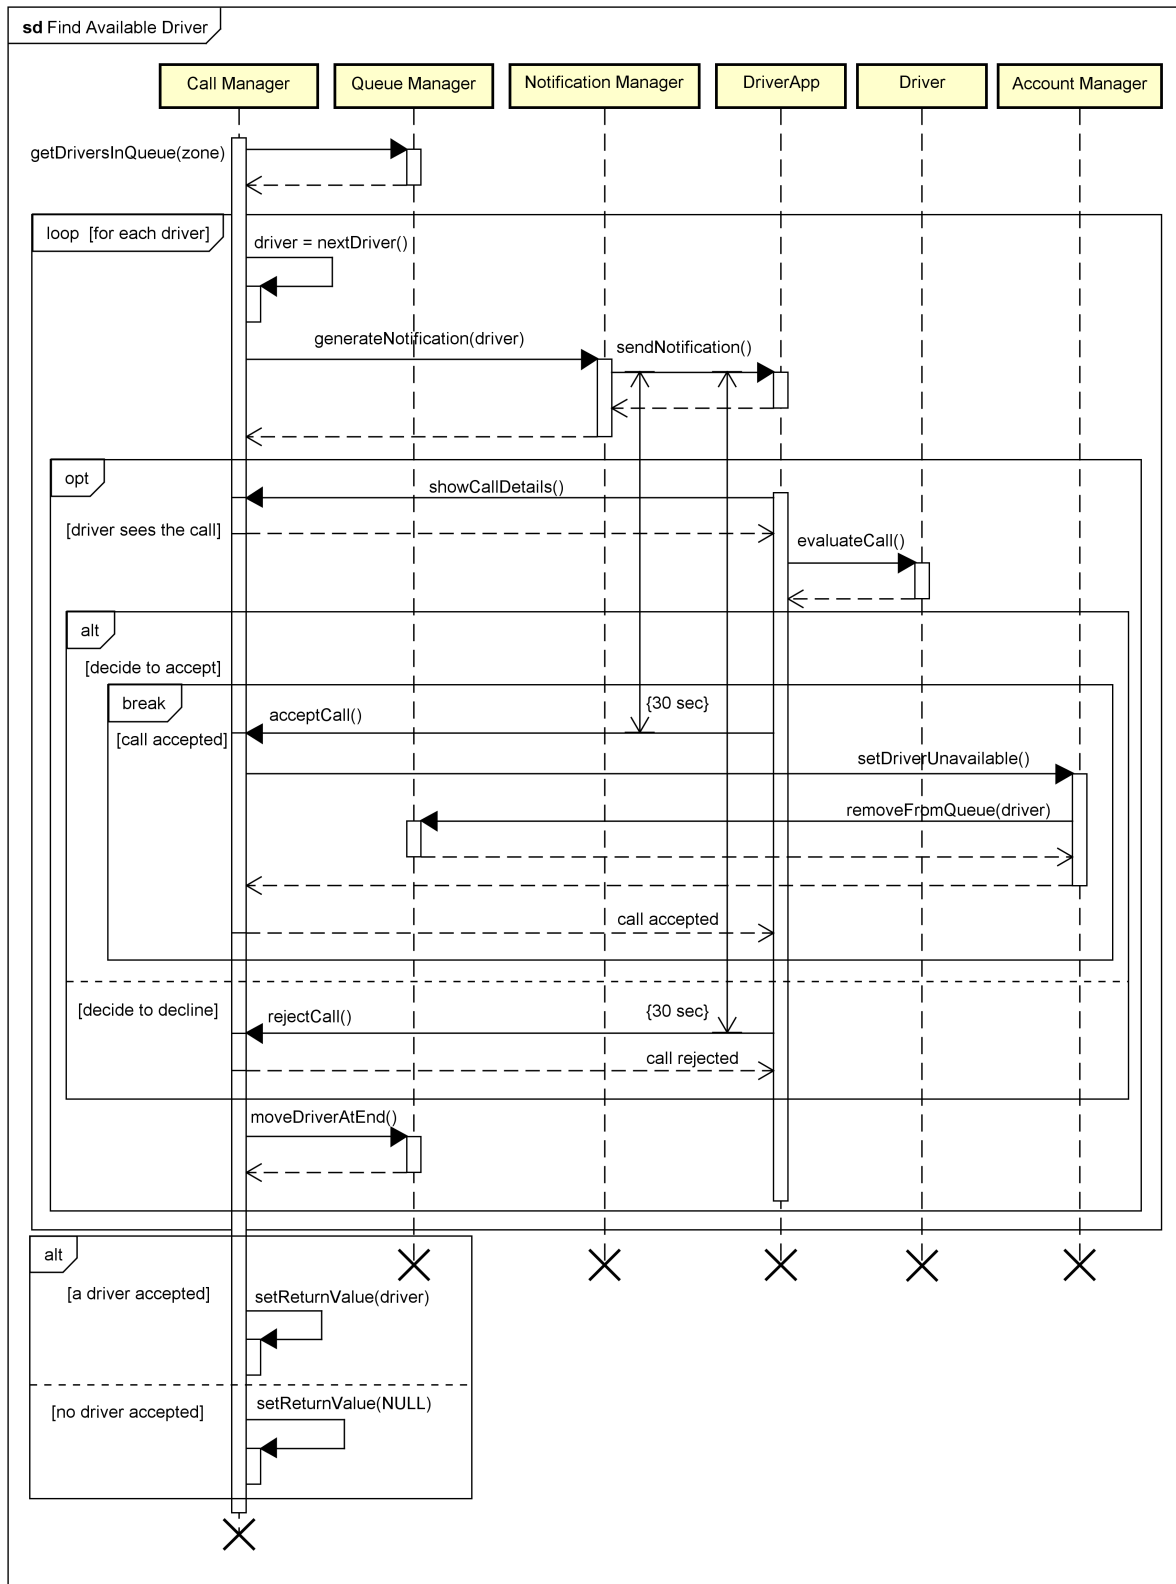 sd Find Available Driver
Call Manager
Queue Manager
Notification Manager
DriverApp
Driver
Account Manager
getDriversInQueue(zone)
loop [for each driver]
driver = nextDriver()
generateNotification(driver)
sendNotification()
opt
showCallDetails()
[driver sees the call]
evaluateCall()
alt
[decide to accept]
break
{30 sec}
acceptCall()
[call accepted]
setDriverUnavailable()
removeFromQueue(driver)
call accepted
[decide to decline]
{30 sec}
rejectCall()
call rejected
moveDriverAtEnd()
alt
[a driver accepted]
setReturnValue(driver)
[no driver accepted]
setReturnValue(NULL)